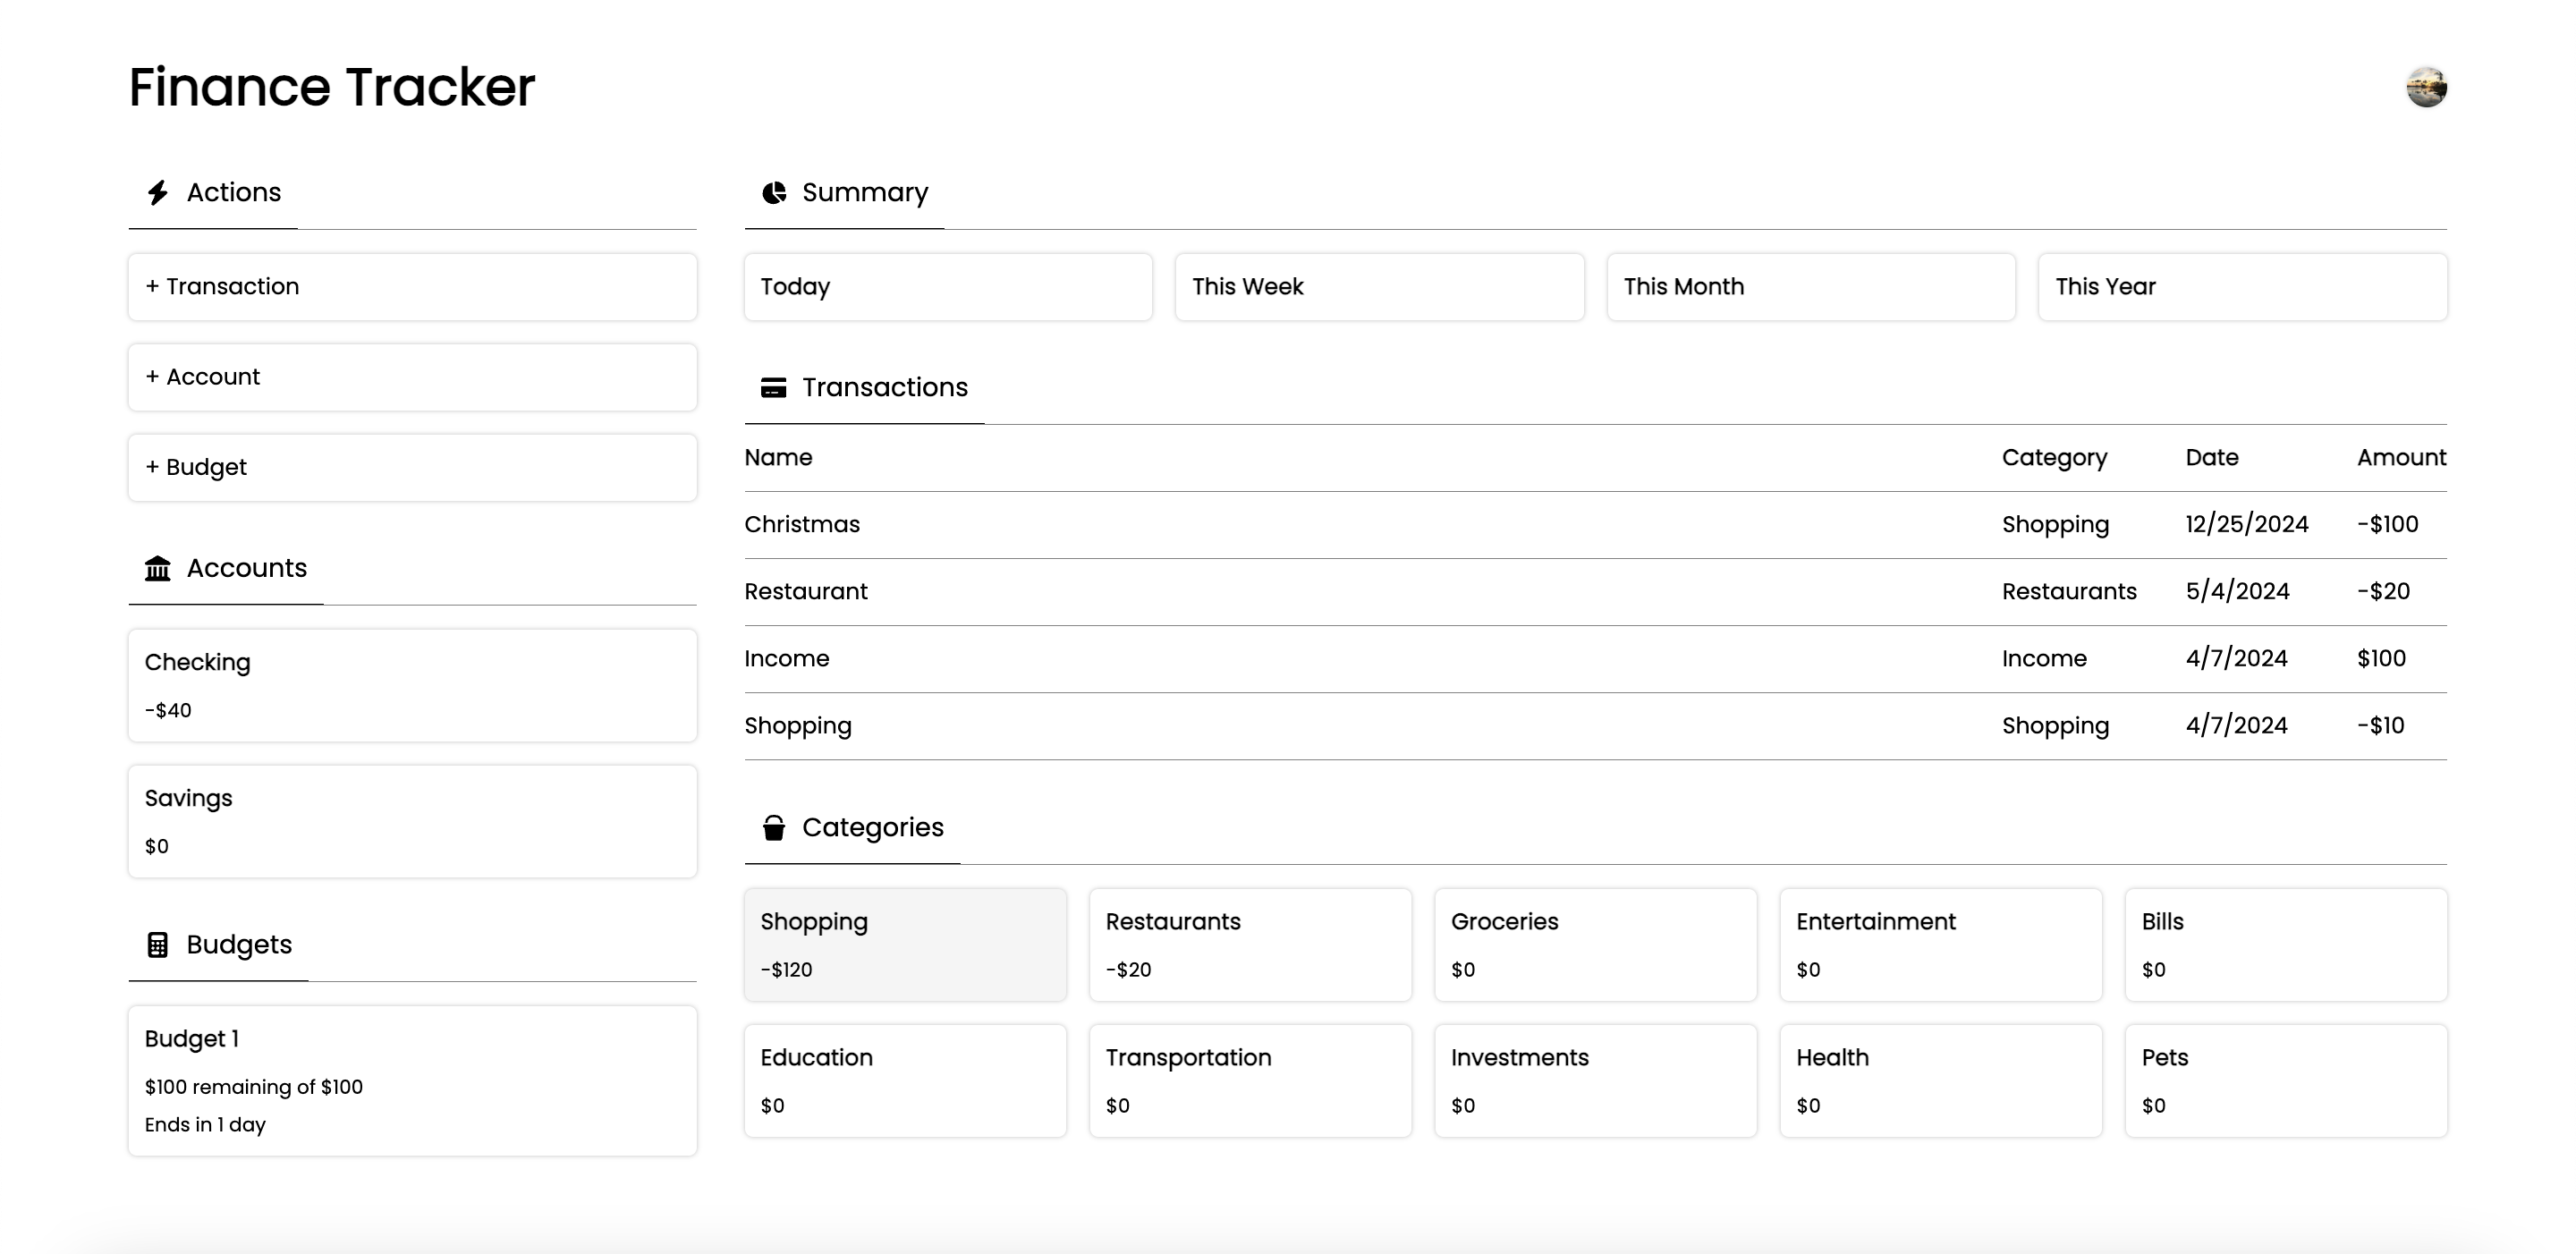 Finance Tracker
Actions
+ Transaction
+ Account
+ Budget
Accounts
Checking
-$40
Savings
$0
Budgets
Budget 1
$100 remaining of $100
Ends in 1 day
Summary
Today This Week This Month This Year
Transactions
Name Category Date Amount
Christmas Shopping 12/25/2024 -$100
Restaurant Restaurants 5/4/2024 -$20
Income Income 4/7/2024 $100
Shopping Shopping 4/7/2024 -$10
Categories
Shopping Restaurants Groceries Entertainment Bills
-$120 -$20 $0 $0 $0
Education Transportation Investments Health Pets
$0 $0 $0 $0 $0